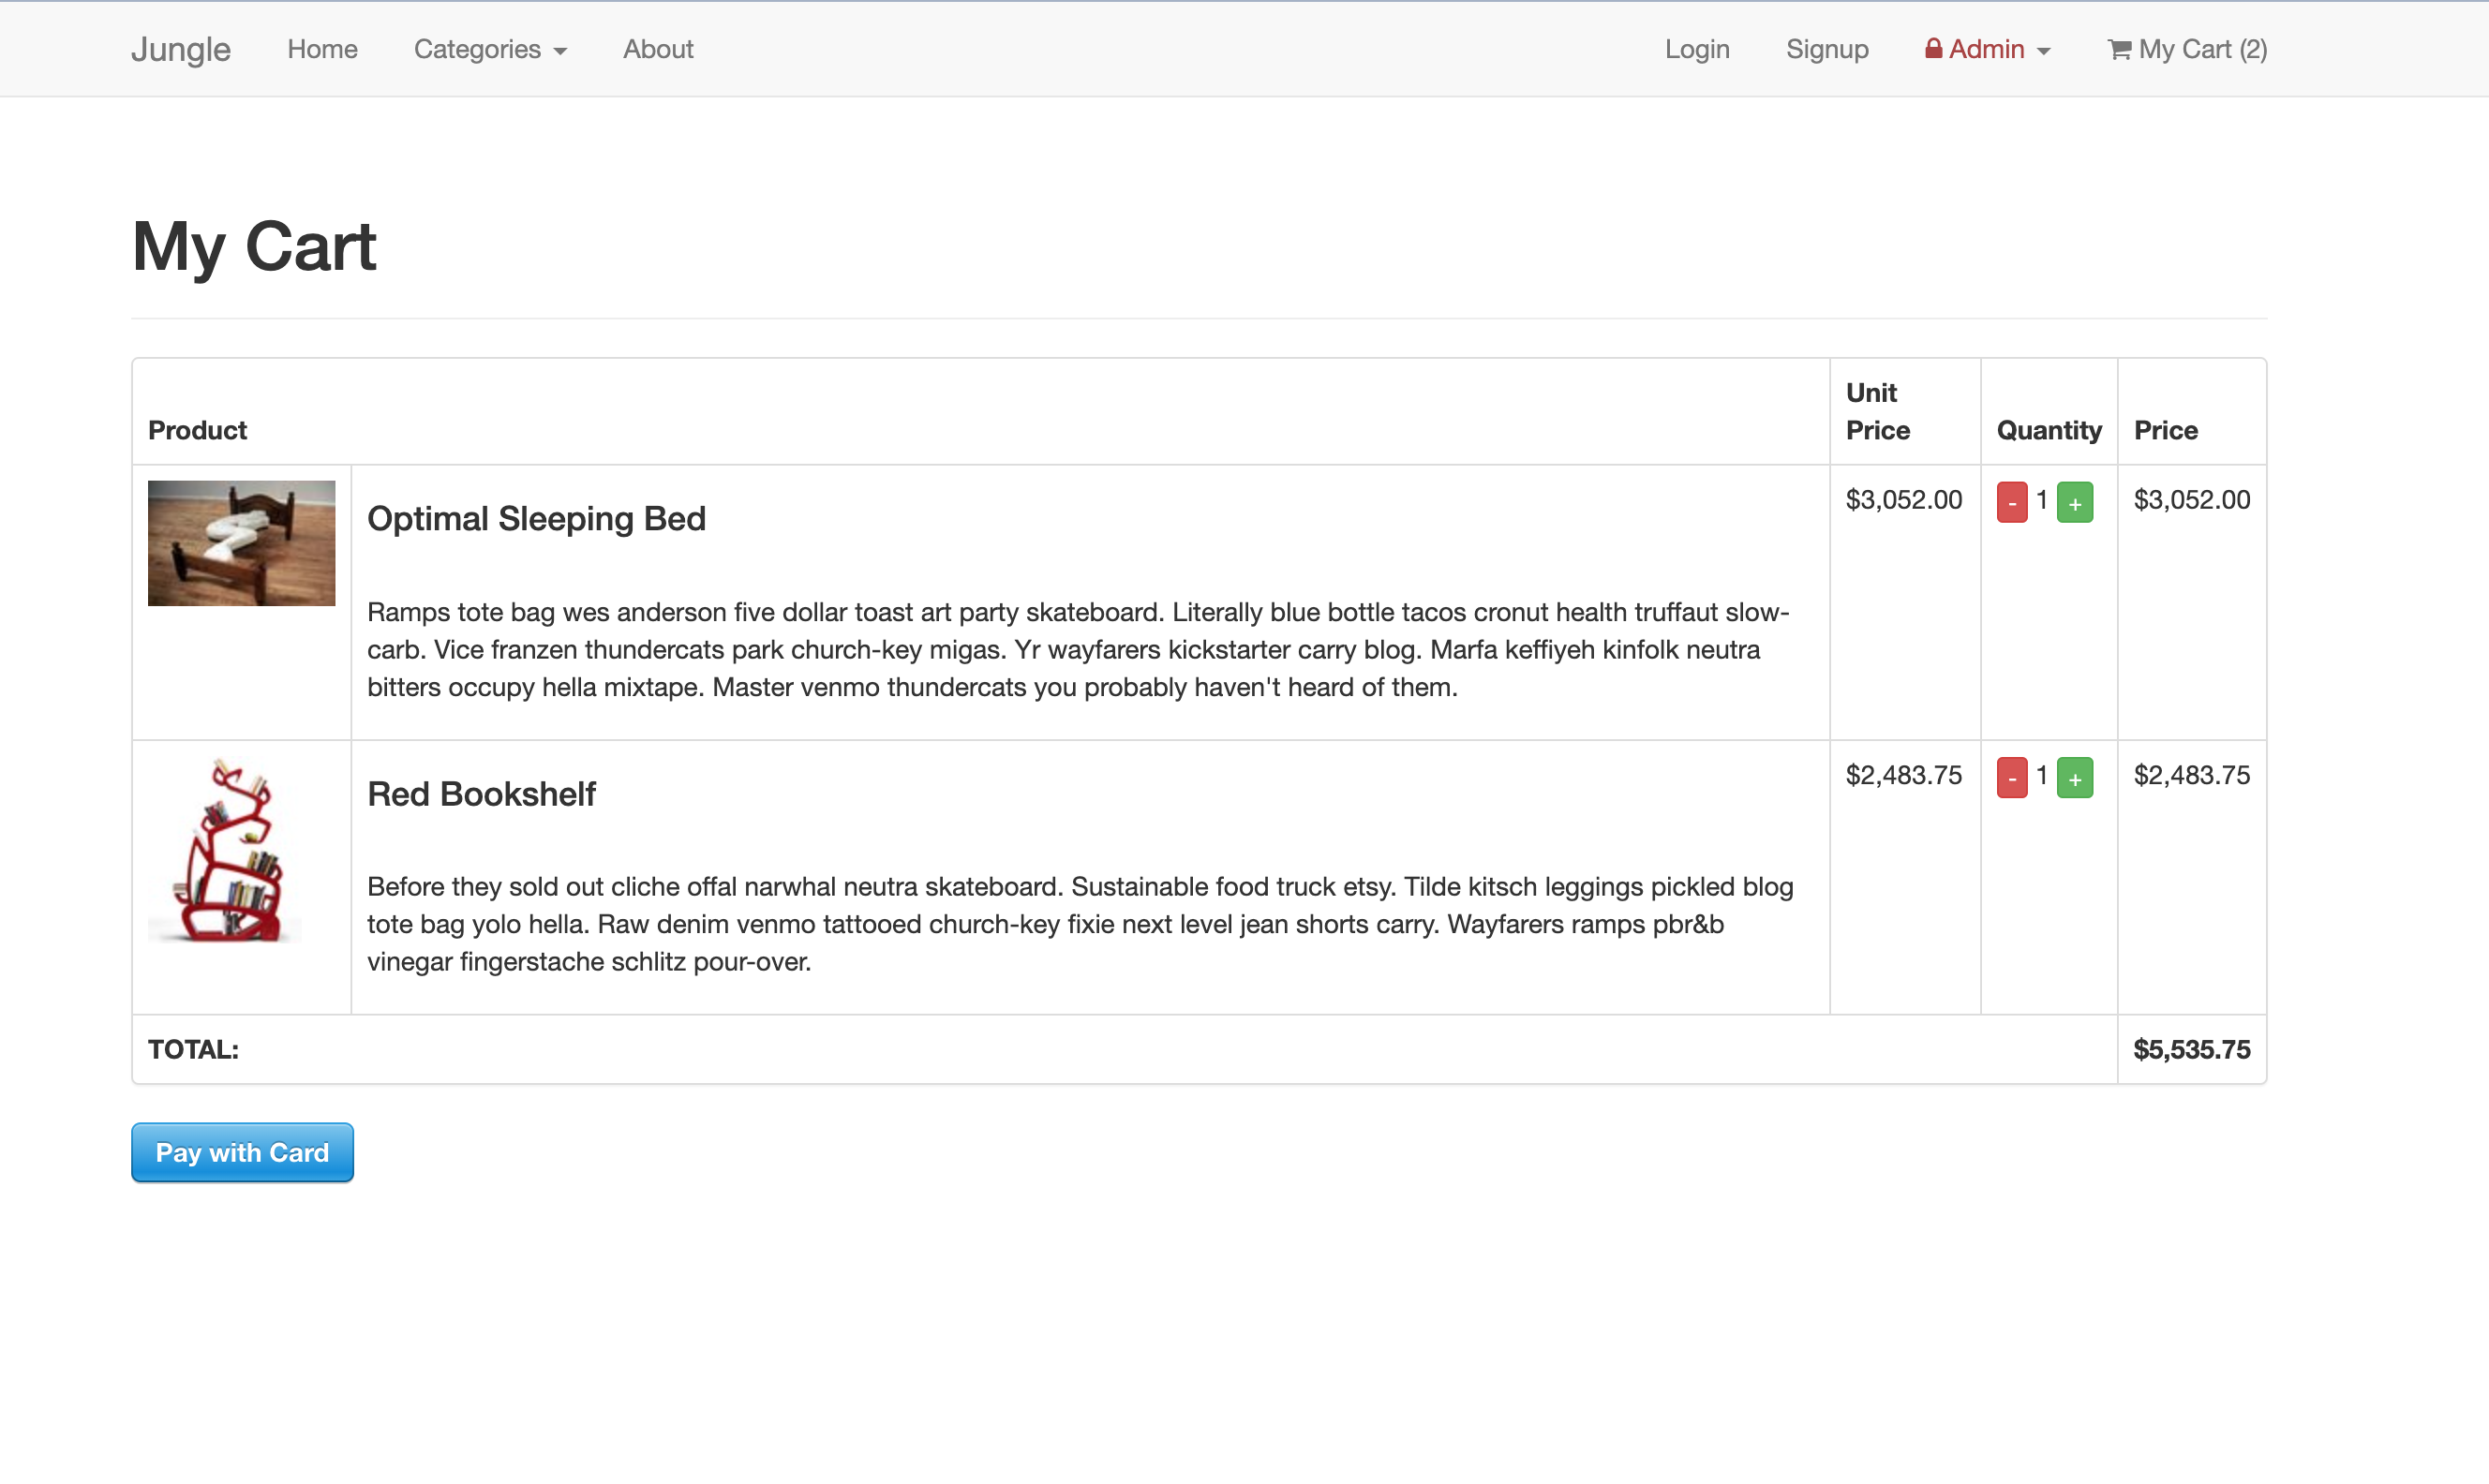 Jungle Home Categories About Login Signup Admin My Cart (2)
My Cart
Product Unit Price Quantity Price
Optimal Sleeping Bed $3,052.00 - 1 + $3,052.00
Ramps tote bag wes anderson five dollar toast art party skateboard. Literally blue bottle tacos cronut health truffaut slow-
carb. Vice franzen thundercats park church-key migas. Yr wayfarers kickstarter carry blog. Marfa keffiyeh kinfolk neutra
bitters occupy hella mixtape. Master venmo thundercats you probably haven't heard of them.
Red Bookshelf $2,483.75 - 1 + $2,483.75
Before they sold out cliche offal narwhal neutra skateboard. Sustainable food truck etsy. Tilde kitsch leggings pickled blog
tote bag yolo hella. Raw denim venmo tattooed church-key fixie next level jean shorts carry. Wayfarers ramps pbr&b
vinegar fingerstache schlitz pour-over.
TOTAL: $5,535.75
Pay with Card